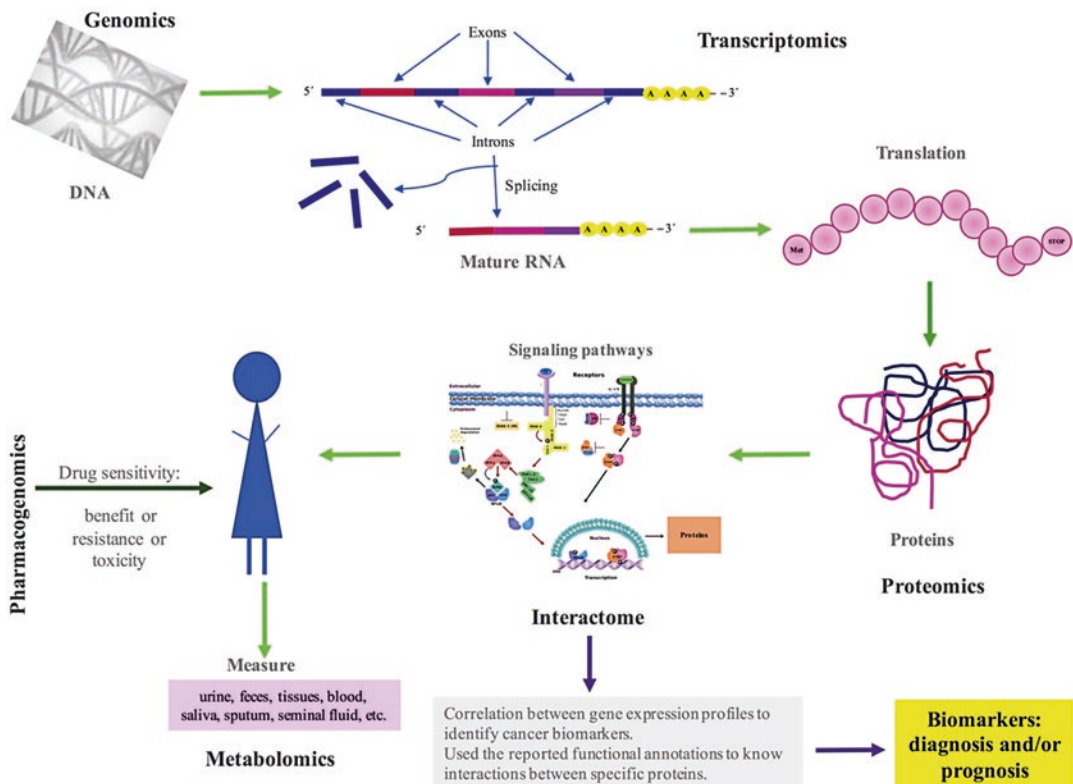 Genomics
Exons
Transcriptomics
5´
A A A A
3´
Introns
DNA
Splicing
Translation
5´
A A A A
3´
Met
STOP
Mature RNA
Signaling pathways
Receptors
Extracellular
Cellular Membrane
Cytoplasm
Nucleus
Transcription
Proteins
Proteins
Proteomics
Interactome
Pharmacogenomics
Drug sensitivity:
benefit or
resistance or
toxicity
Measure
urine, feces, tissues, blood,
saliva, sputum, seminal fluid, etc.
Metabolomics
Correlation between gene expression profiles to
identify cancer biomarkers.
Used the reported functional annotations to know
interactions between specific proteins.
Biomarkers:
diagnosis and/or
prognosis